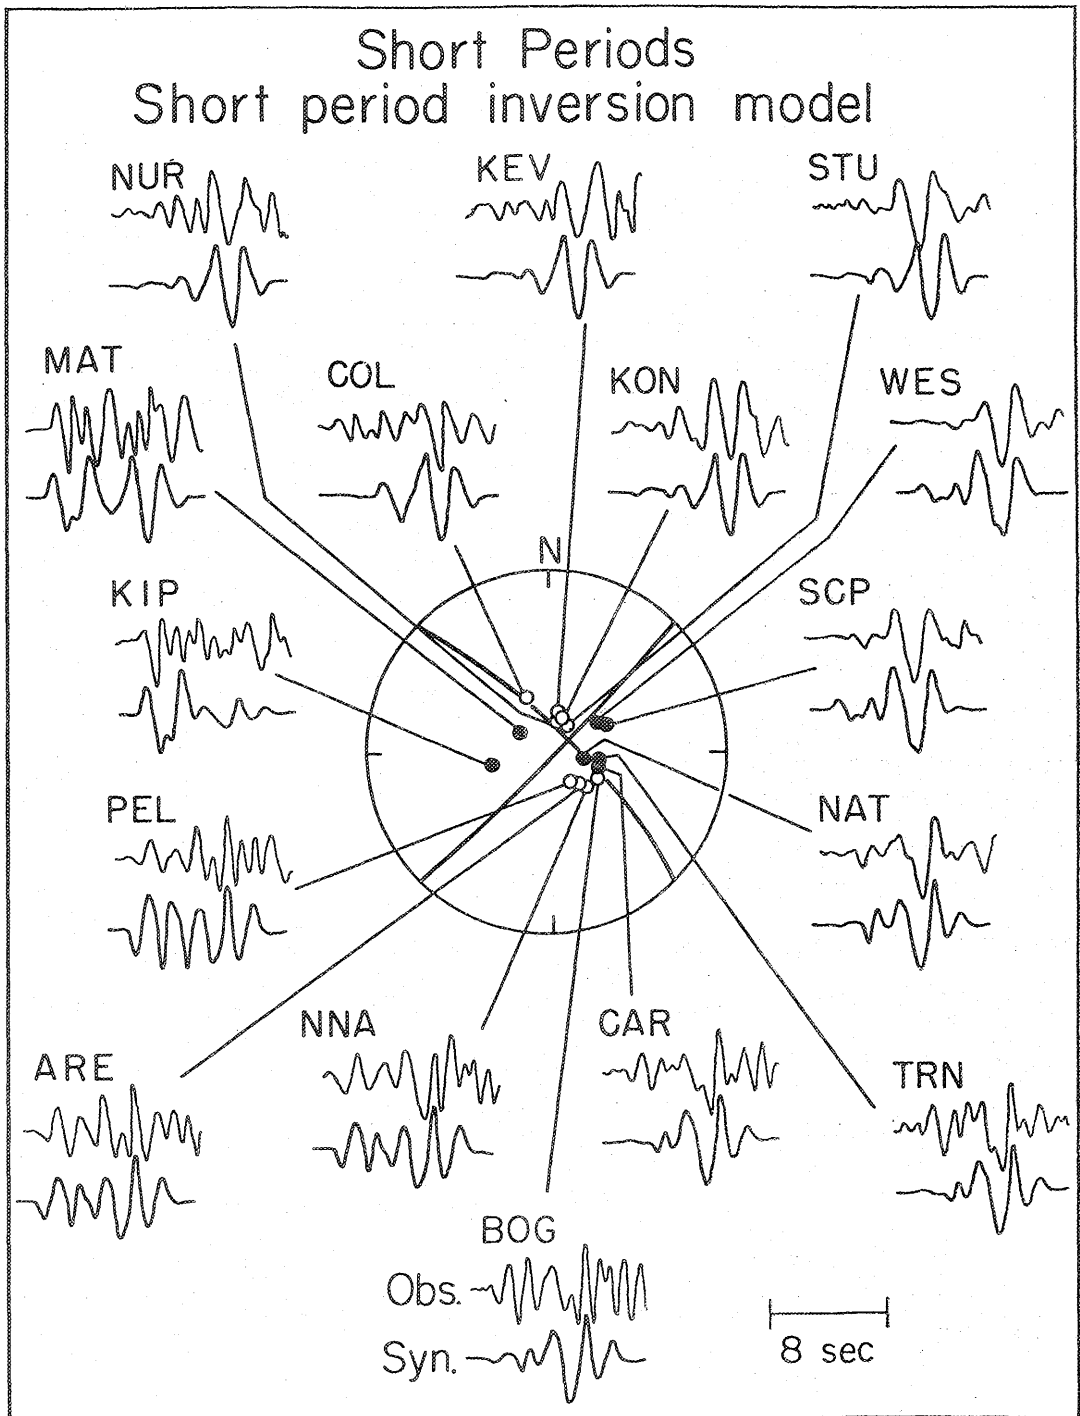 Short Periods
Short period inversion model
NUR
KEV
STU
MAT
COL
KON
WES
N
KIP
SCP
PEL
NAT
NNA
CAR
ARE
TRN
BOG
Obs.
Syn.
8 sec